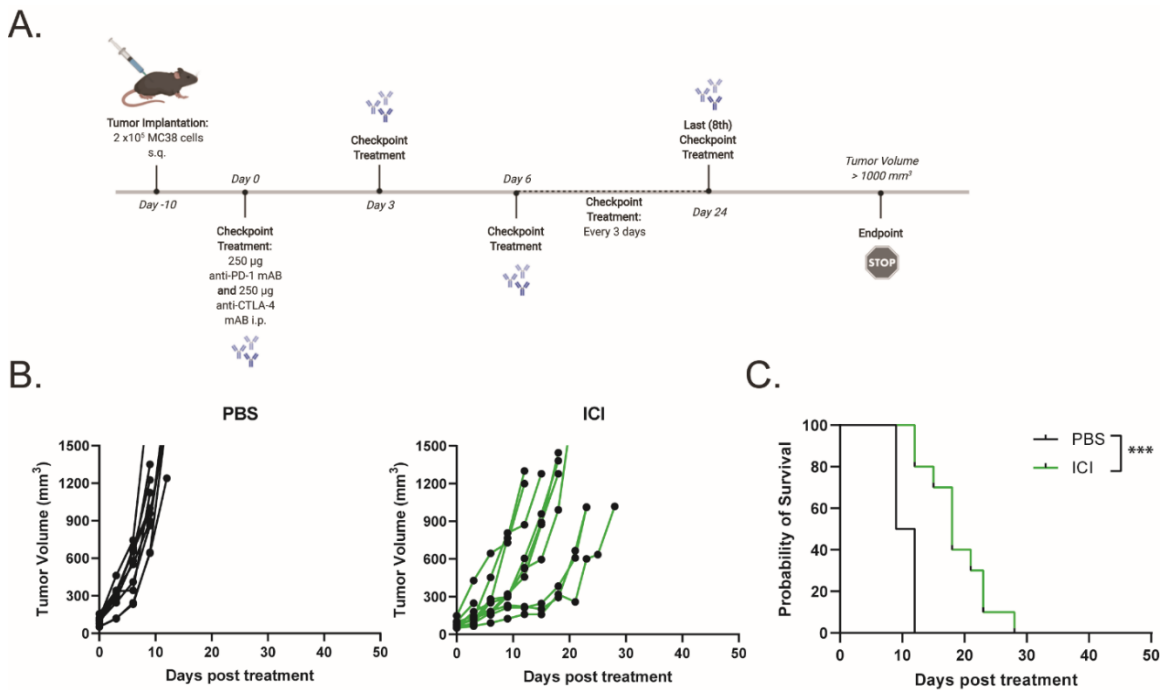 A.
Tumor Implantation:
2 x10⁵ MC38 cells
s.q.
Day -10
Day 0
Checkpoint
Treatment:
250 µg
anti-PD-1 mAB
and 250 µg
anti-CTLA-4
mAB i.p.
Checkpoint
Treatment
Day 3
Day 6
Checkpoint
Treatment
Checkpoint
Treatment:
Every 3 days
Last (8th)
Checkpoint
Treatment
Day 24
Tumor Volume
> 1000 mm³
Endpoint
STOP
B.
PBS
Tumor Volume (mm³)
1500
1200
900
600
300
0
0 10 20 30 40 50
Days post treatment
ICI
Tumor Volume (mm³)
1500
1200
900
600
300
0
0 10 20 30 40 50
Days post treatment
C.
Probability of Survival
100
80
60
40
20
0
0 10 20 30 40 50
Days post treatment
PBS
ICI
***